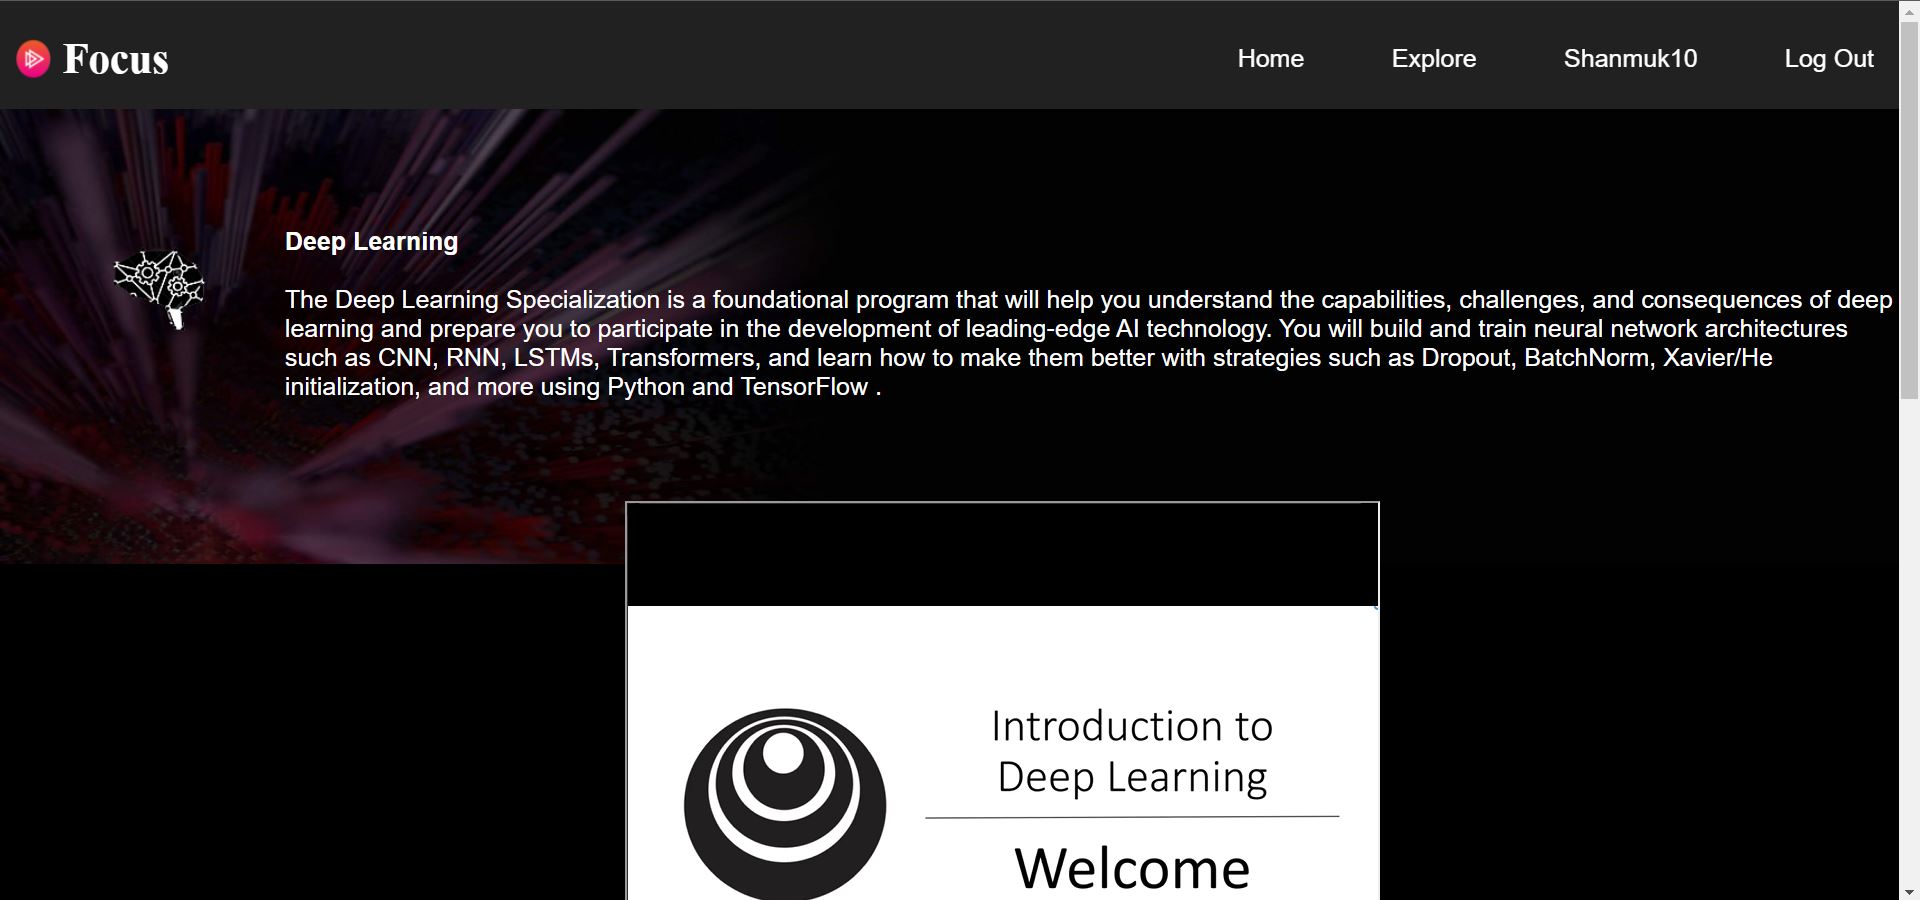 Focus
Home
Explore
Shanmuk10
Log Out
Deep Learning
The Deep Learning Specialization is a foundational program that will help you understand the capabilities, challenges, and consequences of deep
learning and prepare you to participate in the development of leading-edge AI technology. You will build and train neural network architectures
such as CNN, RNN, LSTMs, Transformers, and learn how to make them better with strategies such as Dropout, BatchNorm, Xavier/He
initialization, and more using Python and TensorFlow .
Introduction to
Deep Learning
Welcome